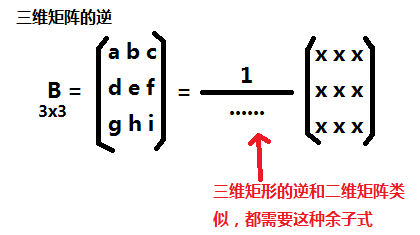 三维矩阵的逆
a b c
1
x x x
B = d e f = x x x
3x3
......
g h i
x x x
三维矩形的逆和二维矩阵类
似，都需要这种余子式